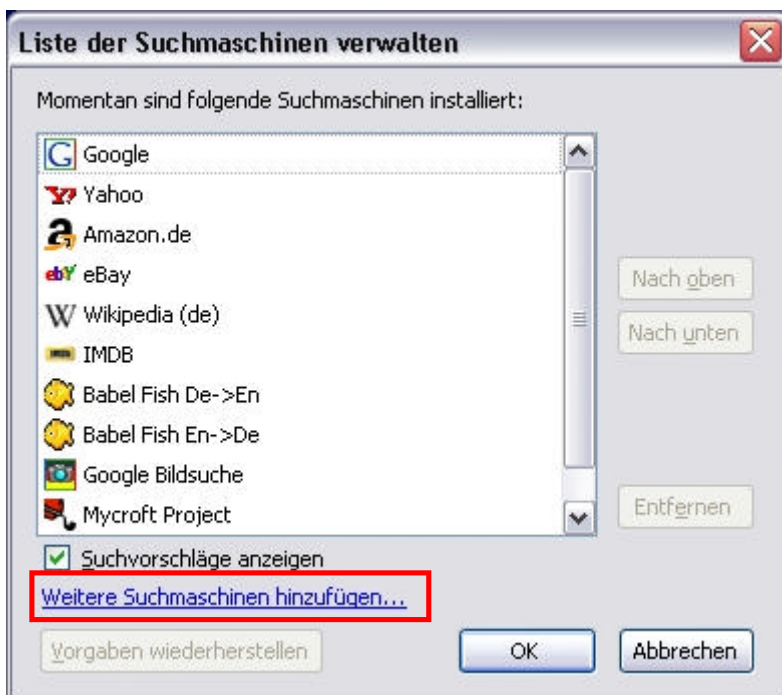 Liste der Suchmaschinen verwalten
Momentan sind folgende Suchmaschinen installiert:
Google
Yahoo
Amazon.de
eBay
Wikipedia (de)
IMDB
Babel Fish De->En
Babel Fish En->De
Google Bildsuche
Mycroft Project
Nach oben
Nach unten
Entfernen
Suchvorschläge anzeigen
Weitere Suchmaschinen hinzufügen...
Vorgaben wiederherstellen
OK
Abbrechen